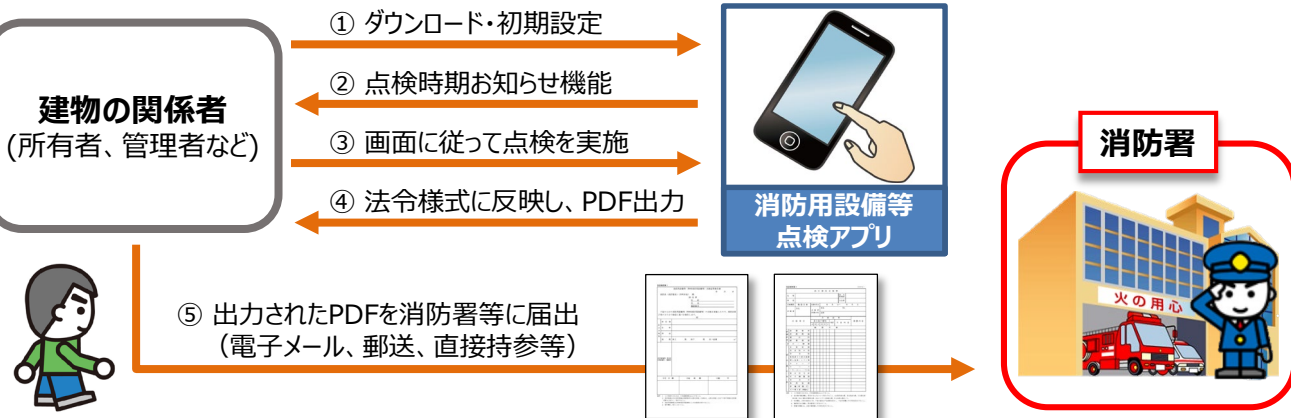 ① ダウンロード・初期設定
② 点検時期お知らせ機能
③ 画面に従って点検を実施
④ 法令様式に反映し、PDF出力
建物の関係者
(所有者、管理者など)
消防用設備等
点検アプリ
消防署
火の用心
⑤ 出力されたPDFを消防署等に届出
（電子メール、郵送、直接持参等）